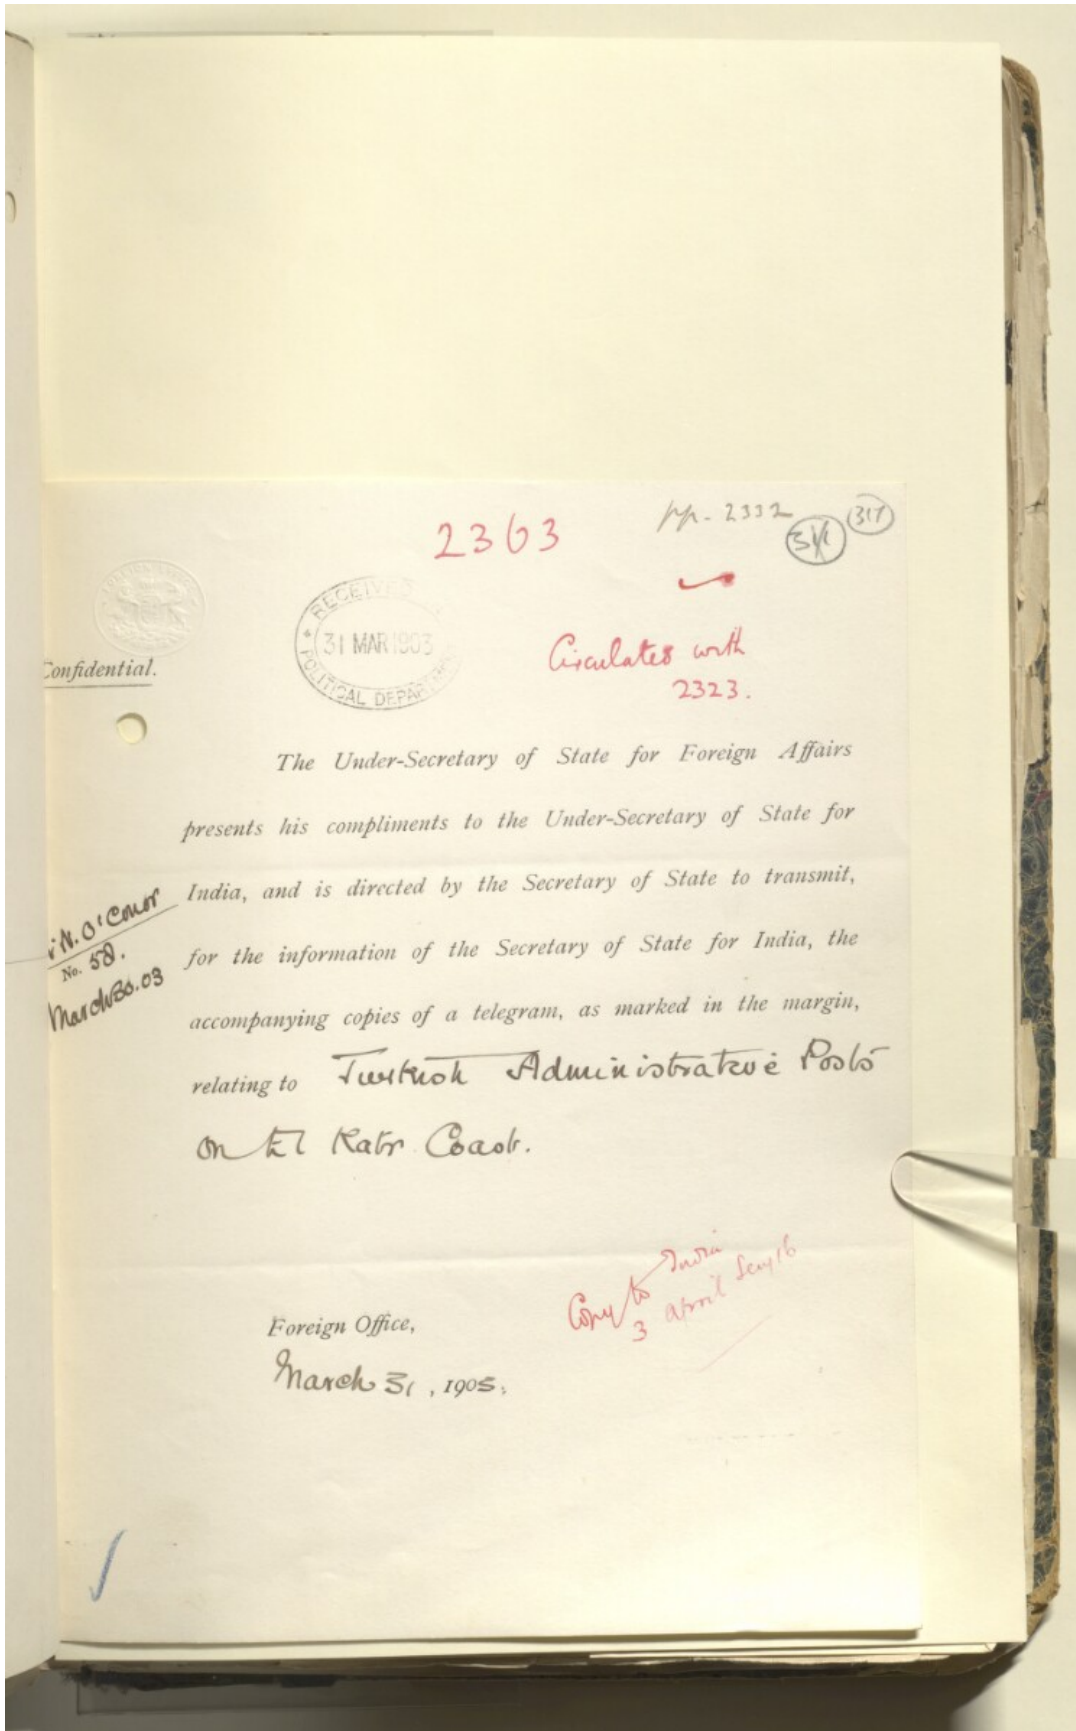 2363
pp. 2332
317
RECEIVED
31 MAR 1903
POLITICAL DEPARTMENT
Circulates with
2323.
Confidential.
The Under-Secretary of State for Foreign Affairs
presents his compliments to the Under-Secretary of State for
India, and is directed by the Secretary of State to transmit,
for the information of the Secretary of State for India, the
accompanying copies of a telegram, as marked in the margin,
relating to Turkish Administrative Posts
on El Katr Coast.
N. O'Conor
No. 58.
March 30.03
Copy to India
3 April
Foreign Office,
March 31, 1903.